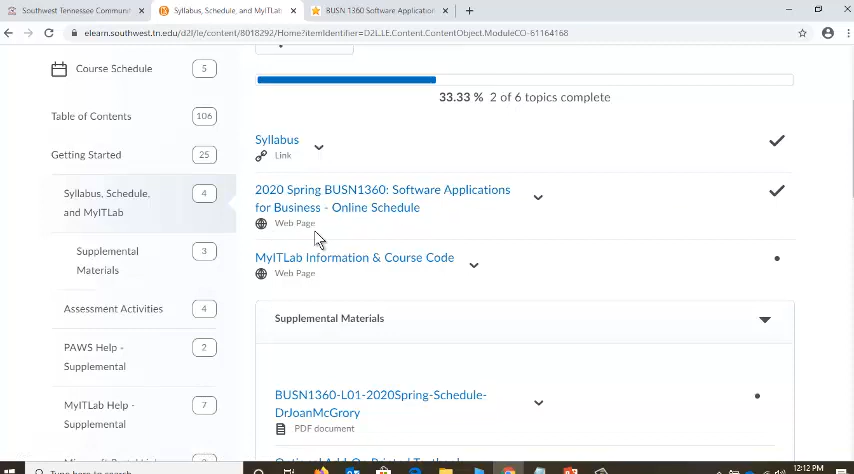 Southwest Tennessee Communi
Syllabus, Schedule, and MyITLab
BUSN 1360 Software Application
elearn.southwest.tn.edu/d2l/le/content/8018292/Home?itemIdentifier=D2L.LE.Content.ContentObject.ModuleCO-61164168
Course Schedule 5
Table of Contents 106
Getting Started 25
Syllabus, Schedule, 4
and MyITLab
Supplemental 3
Materials
Assessment Activities 4
PAWS Help - 2
Supplemental
MyITLab Help - 7
Supplemental
33.33 % 2 of 6 topics complete
Syllabus
Link
2020 Spring BUSN1360: Software Applications
for Business - Online Schedule
Web Page
MyITLab Information & Course Code
Web Page
Supplemental Materials
BUSN1360-L01-2020Spring-Schedule-
DrJoanMcGrory
PDF document
12:12 PM